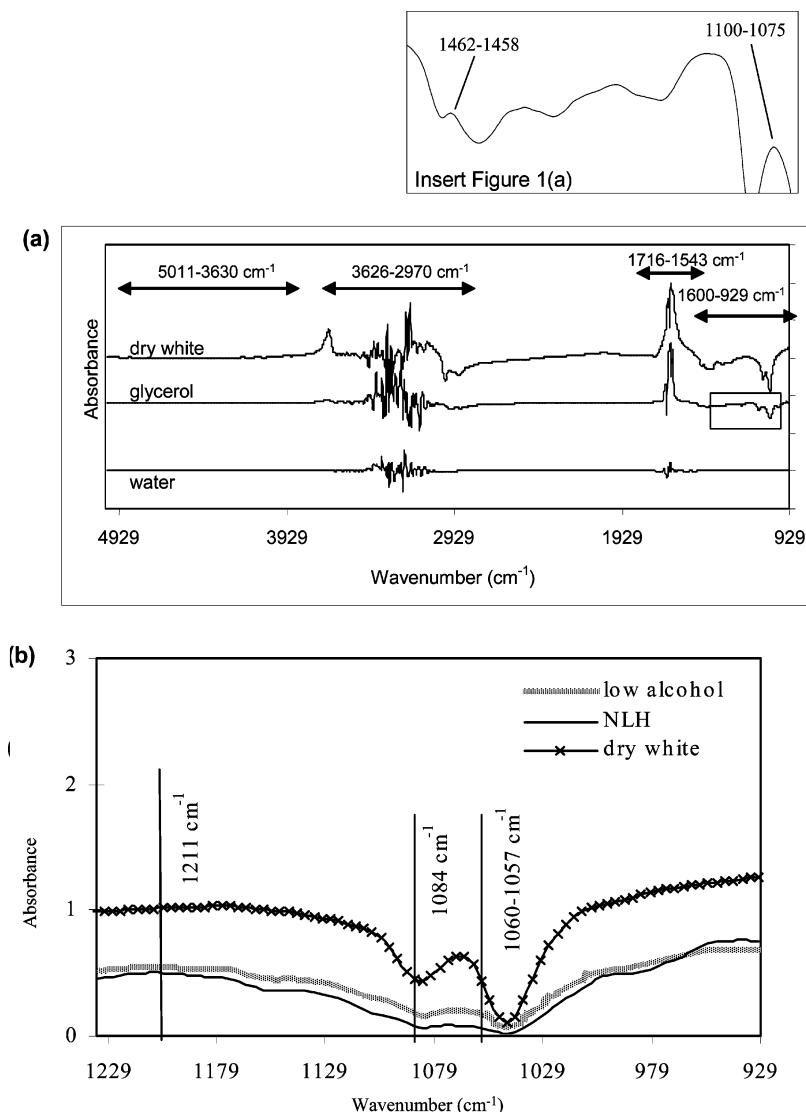 1462-1458
1100-1075
Insert Figure 1(a)
(a)
5011-3630 cm⁻¹
3626-2970 cm⁻¹
1716-1543 cm⁻¹
1600-929 cm⁻¹
Absorbance
dry white
glycerol
water
4929 3929 2929 1929 929
Wavenumber (cm⁻¹)
(b)
3
2
1
0
low alcohol
NLH
dry white
1211 cm⁻¹
1084 cm⁻¹
1060-1057 cm⁻¹
Absorbance
1229 1179 1129 1079 1029 979 929
Wavenumber (cm⁻¹)